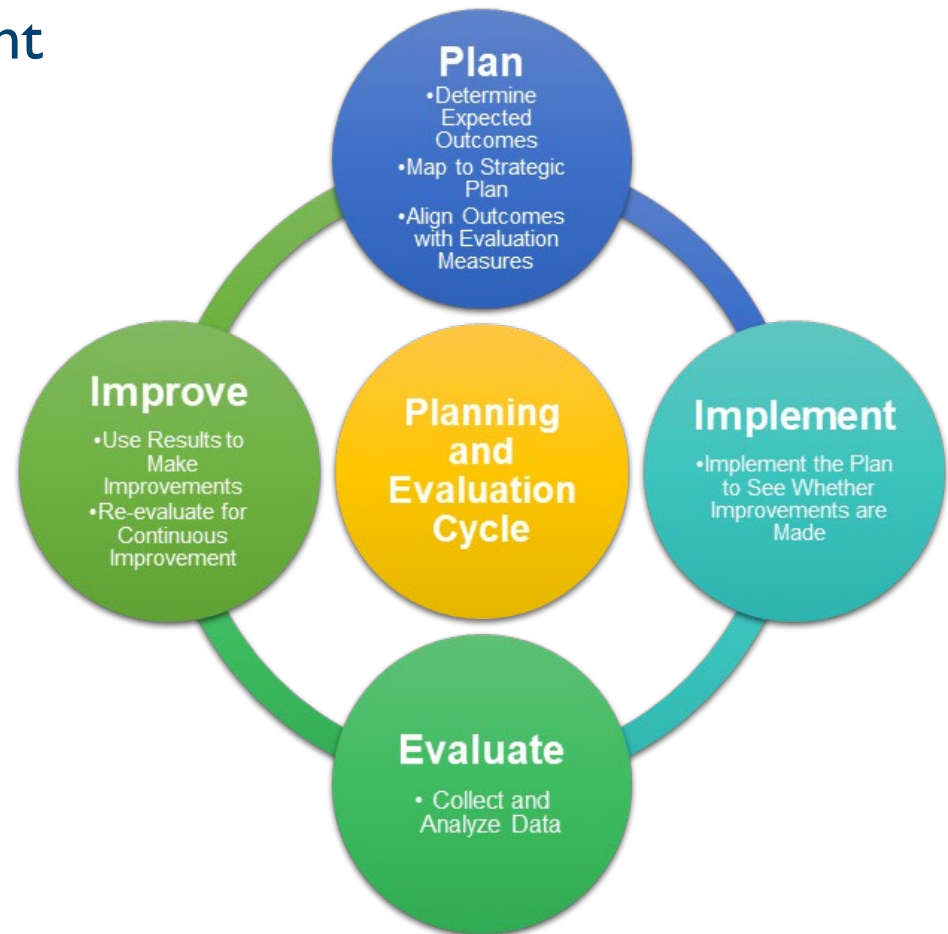 nt
Plan
•Determine
Expected
Outcomes
•Map to Strategic
Plan
•Align Outcomes
with Evaluation
Measures
Improve
•Use Results to
Make
Improvements
•Re-evaluate for
Continuous
Improvement
Planning
and
Evaluation
Cycle
Implement
•Implement the Plan
to See Whether
Improvements are
Made
Evaluate
• Collect and
Analyze Data